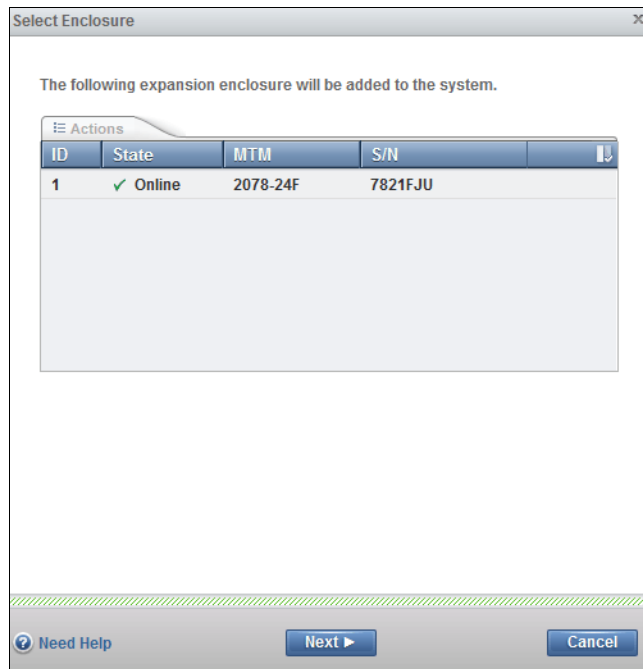 Select Enclosure
The following expansion enclosure will be added to the system.
Actions
ID State MTM S/N
1 Online 2078-24F 7821FJU
Need Help Next Cancel